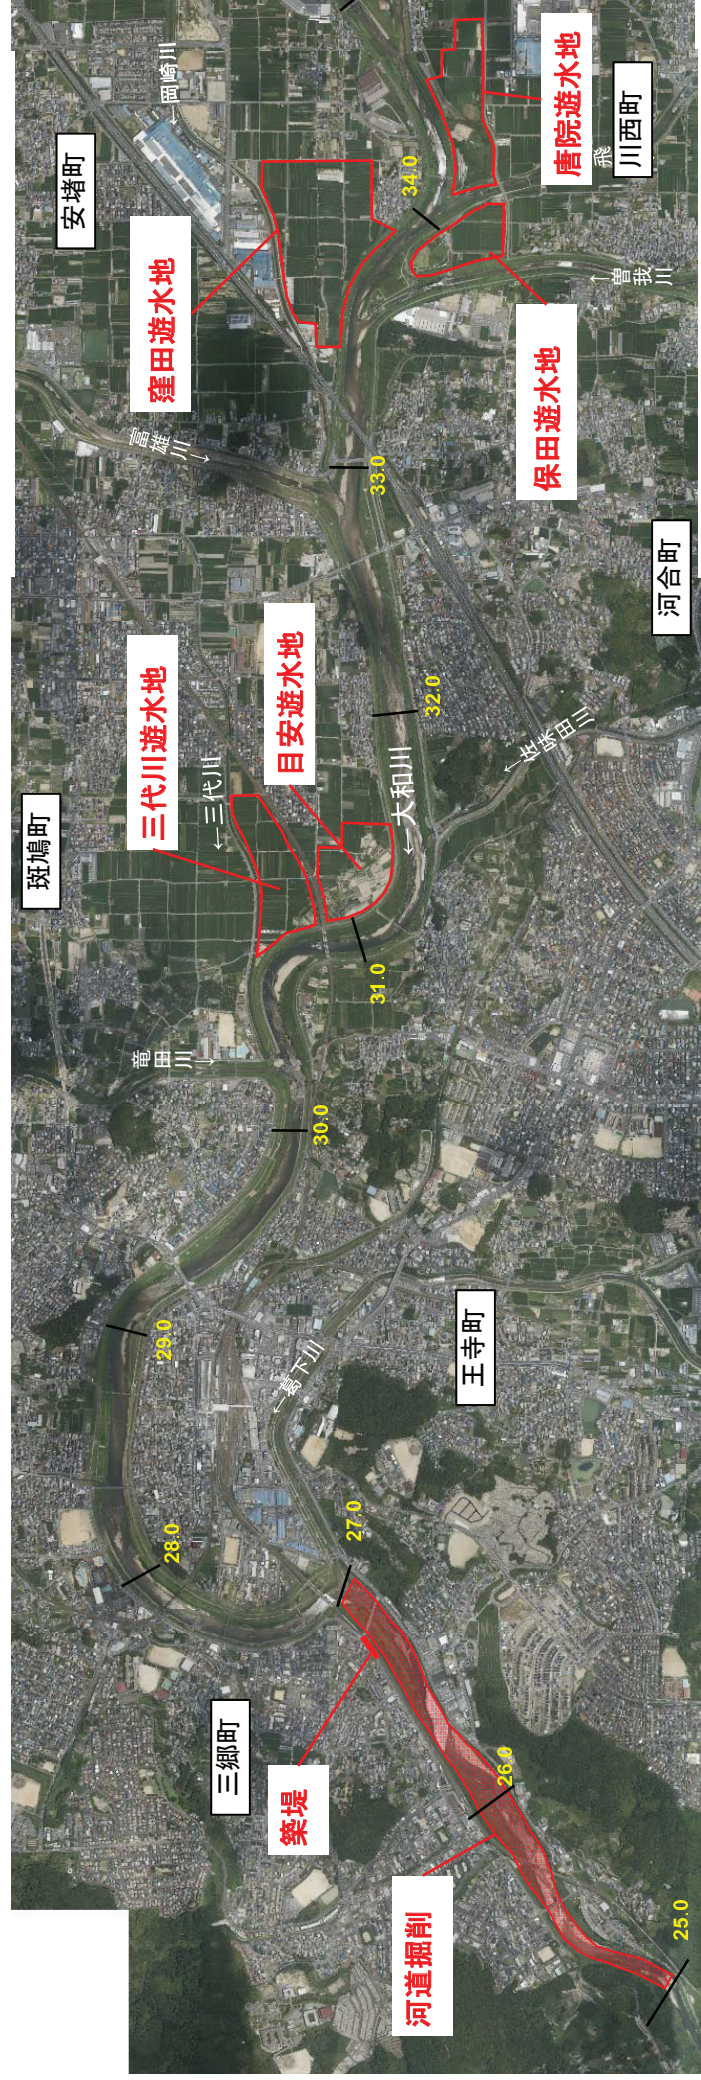 安堵町
←岡崎川
唐院遊水地
川西町
飛
34.0
窪田遊水地
←曽我川
保田遊水地
富雄川→
33.0
河合町
32.0
目安遊水地
三代川遊水地
←三代川
←大和川
←佐味田川
斑鳩町
31.0
竜田川→
30.0
29.0
←葛下川
王寺町
28.0
27.0
三郷町
築堤
26.0
河道掘削
25.0